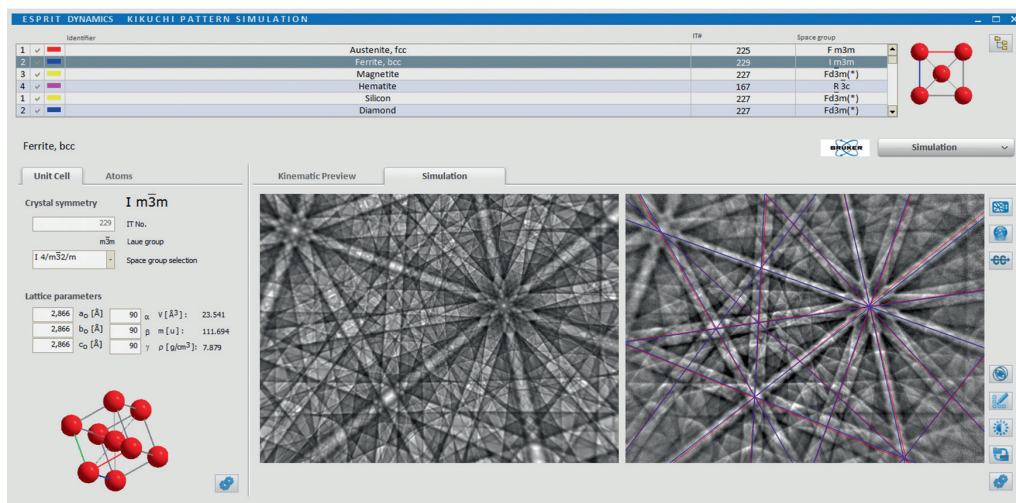 ESPRIT DYNAMICS KIKUCHI PATTERN SIMULATION
Identifier IT# Space group
1 Austenite, fcc 225 F m3m
2 Ferrite, bcc 229 I m3m
3 Magnetite 227 Fd3m(*)
4 Hematite 167 R 3c
1 Silicon 227 Fd3m(*)
2 Diamond 227 Fd3m(*)
Ferrite, bcc
BRUKER
Simulation
Unit Cell Atoms
Kinematic Preview Simulation
Crystal symmetry I m3̅m
229 IT No.
m3̅m Laue group
I 4/m3̅2/m Space group selection
Lattice parameters
2,866 a₀ [Å] 90 α V [Å³]: 23.541
2,866 b₀ [Å] 90 β m [u]: 111.694
2,866 c₀ [Å] 90 γ ρ [g/cm³]: 7.879